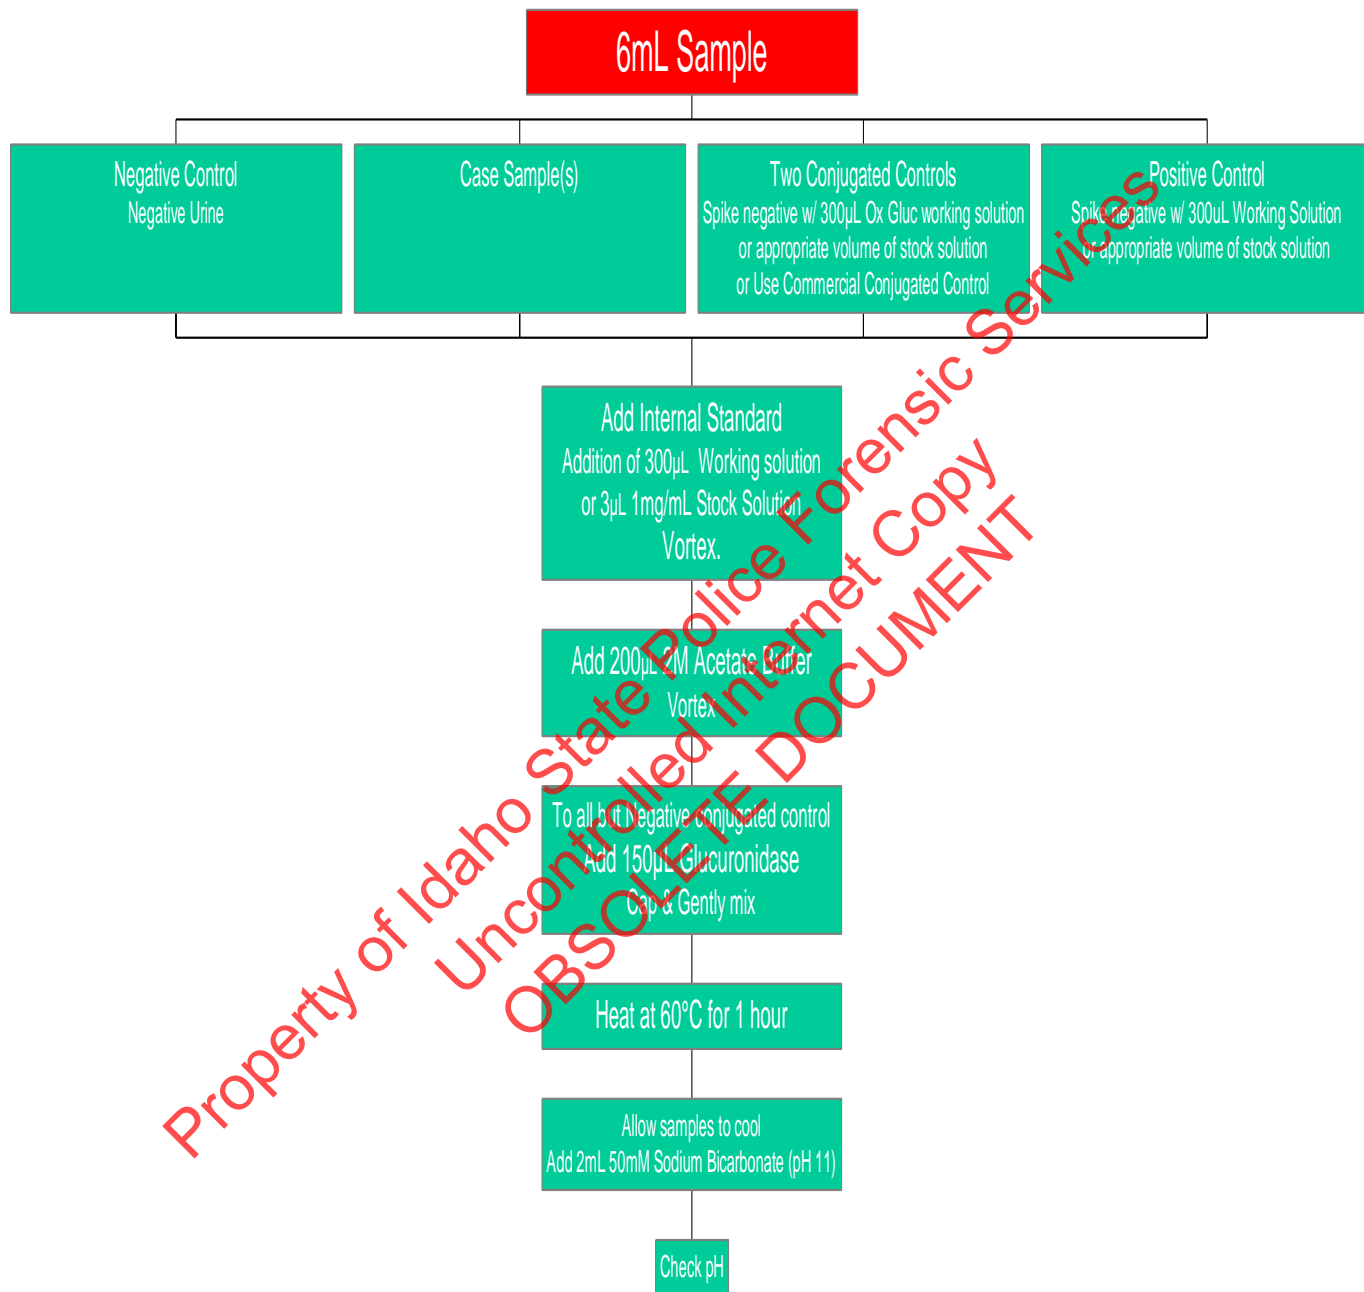 6mL Sample
Negative Control
Negative Urine
Case Sample(s)
Two Conjugated Controls
Spike negative w/ 300µL Ox Gluc working solution
or appropriate volume of stock solution
or Use Commercial Conjugated Control
Positive Control
Spike negative w/ 300uL Working Solution
or appropriate volume of stock solution
Add Internal Standard
Addition of 300µL Working solution
or 3µL 1mg/mL Stock Solution
Vortex.
Add 200µL 2M Acetate Buffer
Vortex
To all but Negative conjugated control
Add 150µL Glucuronidase
Cap & Gently mix
Heat at 60°C for 1 hour
Allow samples to cool
Add 2mL 50mM Sodium Bicarbonate (pH 11)
Check pH
Property of Idaho State Police Forensic Services
Uncontrolled Internet Copy
OBSOLETE DOCUMENT